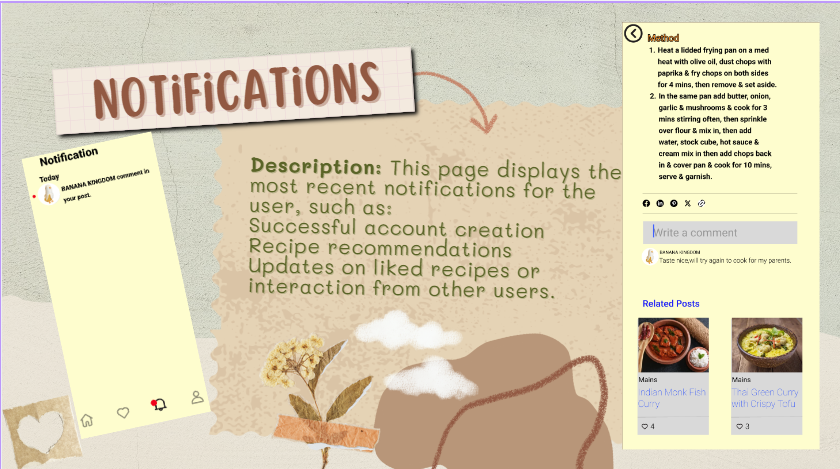 NOTIFICATIONS
Notification
Today
BANANA KINGDOM comment in
your post.
Description: This page displays the
most recent notifications for the
user, such as:
Successful account creation
Recipe recommendations
Updates on liked recipes or
interaction from other users.
Method
1. Heat a lidded frying pan on a med
heat with olive oil, dust chops with
paprika & fry chops on both sides
for 4 mins, then remove & set aside.
2. In the same pan add butter, onion,
garlic & mushrooms & cook for 3
mins stirring often, then sprinkle
over flour & mix in, then add
water, stock cube, hot sauce &
cream mix in then add chops back
in & cover pan & cook for 10 mins,
serve & garnish.
Write a comment
BANANA KINGDOM
Taste nice,will try again to cook for my parents.
Related Posts
Mains
Indian Monk Fish
Curry
4
Mains
Thai Green Curry
with Crispy Tofu
3